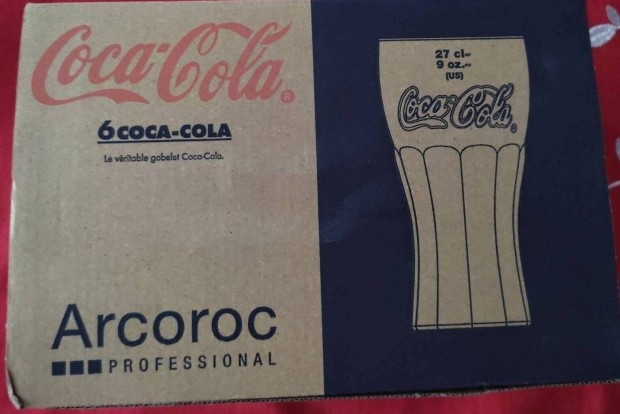 Coca-Cola®
6 COCA-COLA
Le véritable gobelet Coca-Cola.
Arcoroc
PROFESSIONAL
27 cl
9 oz.
(US)
Coca-Cola